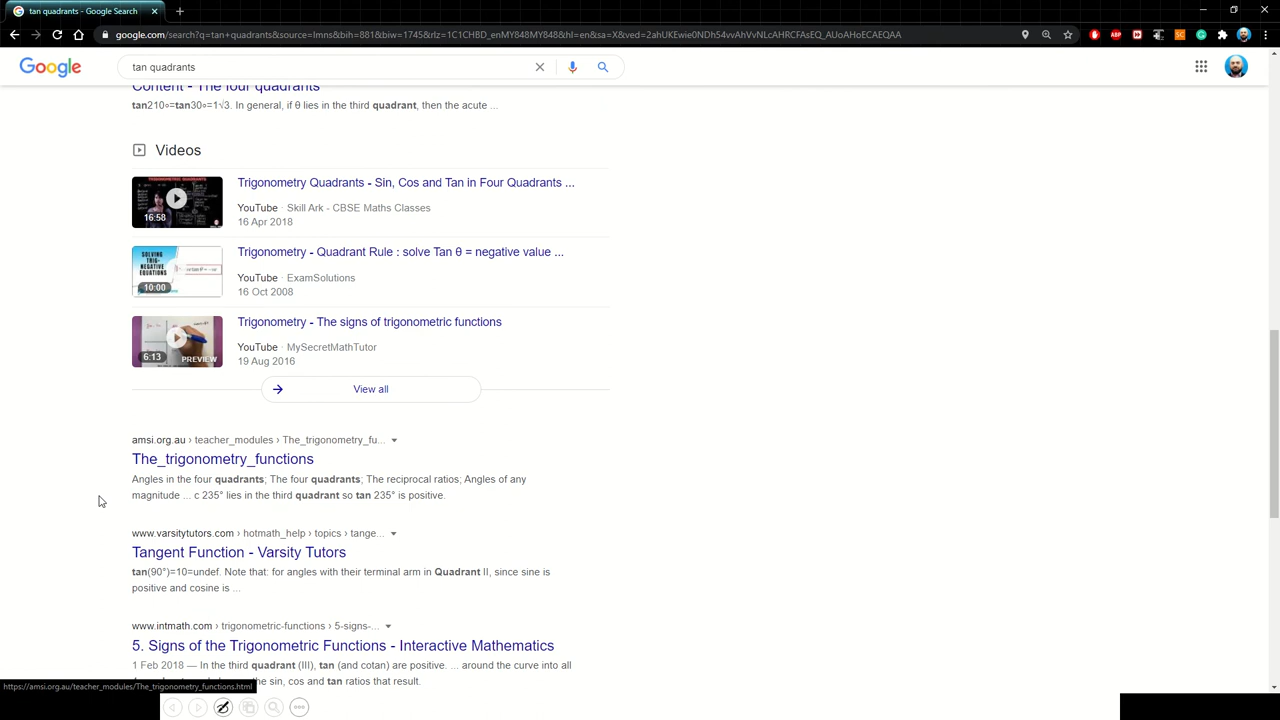 tan quadrants - Google Search
google.com/search?q=tan+quadrants&source=lmns&bih=881&biw=1745&rlz=1C1CHBD_enMY848MY848&hl=en&sa=X&ved=2ahUKEwie0NDh54vvAhVvNLcAHRCFAsEQ_AUoAHoECAEQAA
Google
tan quadrants
Content - The four quadrants
tan210∘=tan30∘=1√3. In general, if θ lies in the third quadrant, then the acute ...
Videos
16:58
Trigonometry Quadrants - Sin, Cos and Tan in Four Quadrants ...
YouTube · Skill Ark - CBSE Maths Classes
16 Apr 2018
SOLVING
TRIG-
NEGATIVE
EQUATIONS
10:00
Trigonometry - Quadrant Rule : solve Tan θ = negative value ...
YouTube · ExamSolutions
16 Oct 2008
6:13
PREVIEW
Trigonometry - The signs of trigonometric functions
YouTube · MySecretMathTutor
19 Aug 2016
View all
amsi.org.au › teacher_modules › The_trigonometry_fu...
The_trigonometry_functions
Angles in the four quadrants; The four quadrants; The reciprocal ratios; Angles of any
magnitude ... c 235° lies in the third quadrant so tan 235° is positive.
www.varsitytutors.com › hotmath_help › topics › tange...
Tangent Function - Varsity Tutors
tan(90°)=10=undef. Note that: for angles with their terminal arm in Quadrant II, since sine is
positive and cosine is ...
www.intmath.com › trigonometric-functions › 5-signs-...
5. Signs of the Trigonometric Functions - Interactive Mathematics
1 Feb 2018 — In the third quadrant (III), tan (and cotan) are positive. ... around the curve into all
the sin, cos and tan ratios that result.
https://amsi.org.au/teacher_modules/The_trigonometry_functions.html